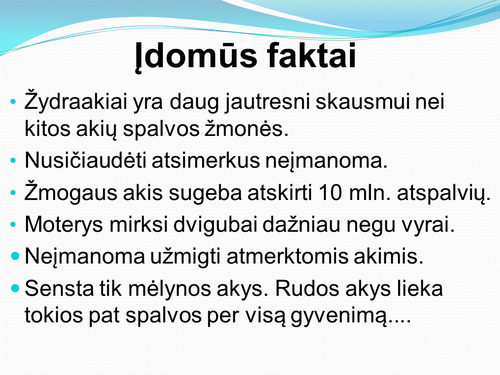 Įdomūs faktai
• Žydraakiai yra daug jautresni skausmui nei
kitos akių spalvos žmonės.
• Nusičiaudėti atsimerkus neįmanoma.
• Žmogaus akis sugeba atskirti 10 mln. atspalvių.
• Moterys mirksi dvigubai dažniau negu vyrai.
• Neįmanoma užmigti atmerktomis akimis.
• Sensta tik mėlynos akys. Rudos akys lieka
tokios pat spalvos per visą gyvenimą....